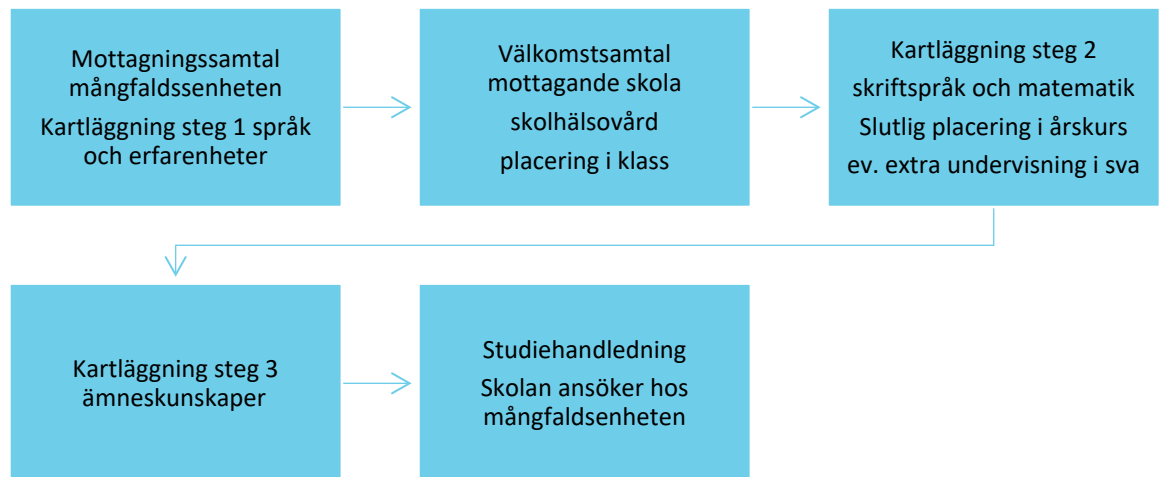 Mottagningssamtal
mångfaldssenheten
Kartläggning steg 1 språk
och erfarenheter
Välkomstsamtal
mottagande skola
skolhälsovård
placering i klass
Kartläggning steg 2
skriftspråk och matematik
Slutlig placering i årskurs
ev. extra undervisning i sva
Kartläggning steg 3
ämneskunskaper
Studiehandledning
Skolan ansöker hos
mångfaldsenheten